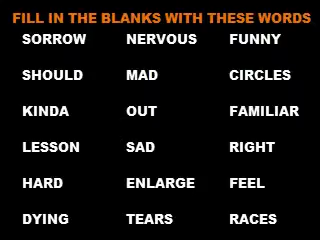 FILL IN THE BLANKS WITH THESE WORDS
SORROW NERVOUS FUNNY
SHOULD MAD CIRCLES
KINDA OUT FAMILIAR
LESSON SAD RIGHT
HARD ENLARGE FEEL
DYING TEARS RACES